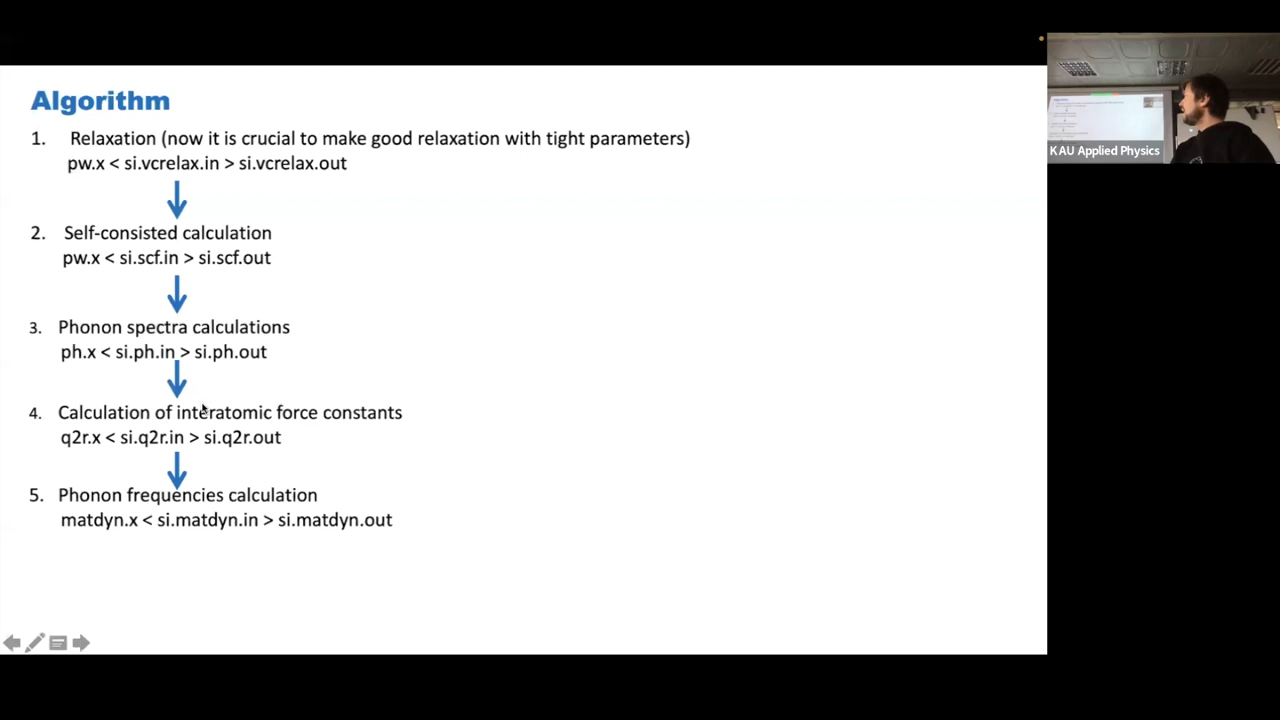 Algorithm
1. Relaxation (now it is crucial to make good relaxation with tight parameters)
pw.x < si.vcrelax.in > si.vcrelax.out
2. Self-consisted calculation
pw.x < si.scf.in > si.scf.out
3. Phonon spectra calculations
ph.x < si.ph.in > si.ph.out
4. Calculation of interatomic force constants
q2r.x < si.q2r.in > si.q2r.out
5. Phonon frequencies calculation
matdyn.x < si.matdyn.in > si.matdyn.out
KAU Applied Physics